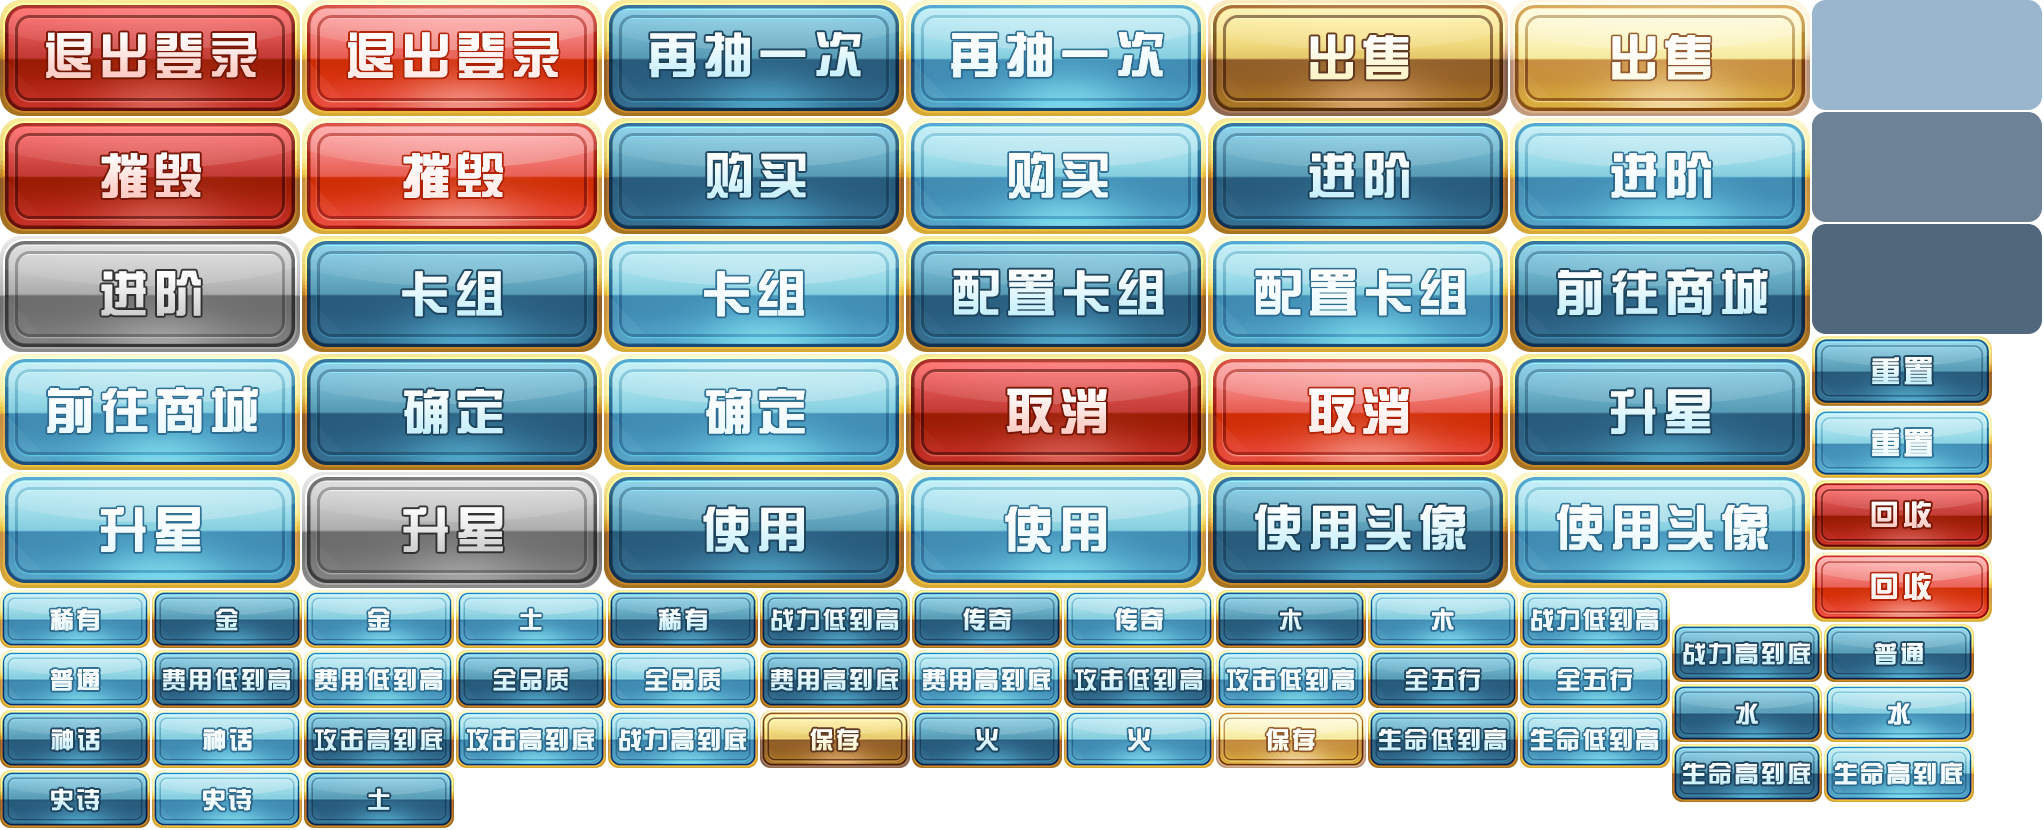 退出登录 退出登录 再抽一次 再抽一次 出售 出售
摧毁 摧毁 购买 购买 进阶 进阶
进阶 卡组 卡组 配置卡组 配置卡组 前往商城
前往商城 确定 确定 取消 取消 升星
升星 升星 使用 使用 使用头像 使用头像
重置
重置
回收
回收
稀有 金 金 土 稀有 战力低到高 传奇 传奇 木 木 战力低到高
普通 费用低到高 费用低到高 全品质 全品质 费用高到底 费用高到底 攻击低到高 攻击低到高 全五行 全五行
神话 神话 攻击高到底 攻击高到底 战力高到底 保存 火 火 保存 生命低到高 生命低到高
史诗 史诗 土
战力高到底 普通
水 水
生命高到底 生命高到底